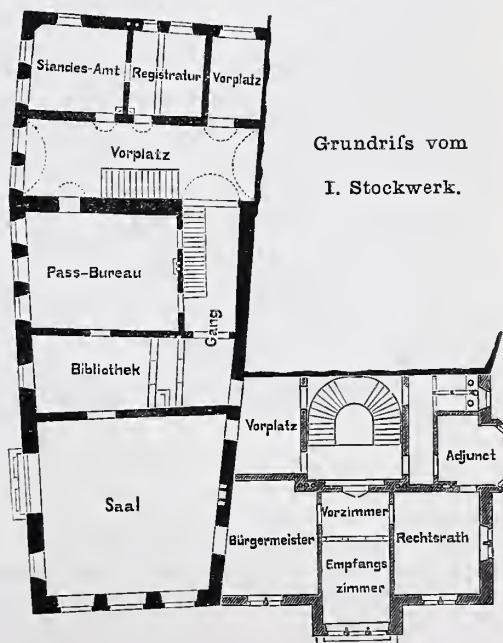 Standes-Amt
Registratur
Vorplatz
Vorplatz
Grundriſs vom
I. Stockwerk.
Pass-Bureau
Gang
Bibliothek
Vorplatz
Adjunct
Saal
Vorzimmer
Bürgermeister
Rechtsrath
Empfangs
zimmer